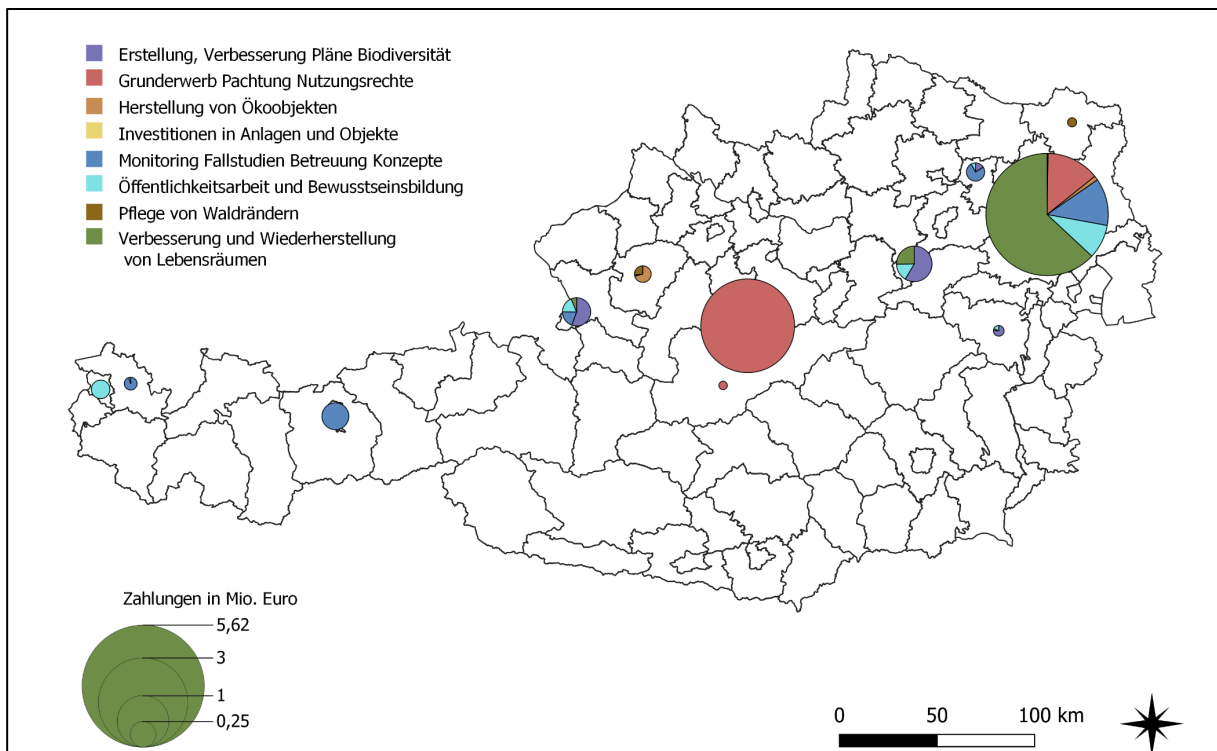 Erstellung, Verbesserung Pläne Biodiversität
Grunderwerb Pachtung Nutzungsrechte
Herstellung von Ökoobjekten
Investitionen in Anlagen und Objekte
Monitoring Fallstudien Betreuung Konzepte
Öffentlichkeitsarbeit und Bewusstseinsbildung
Pflege von Waldrändern
Verbesserung und Wiederherstellung
von Lebensräumen
Zahlungen in Mio. Euro
5,62
3
1
0,25
0 50 100 km